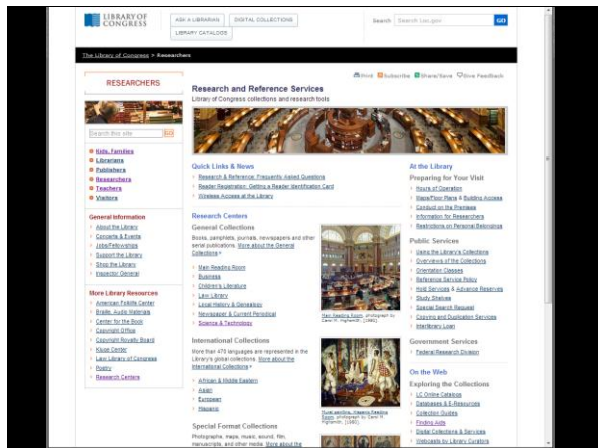 LIBRARY OF
CONGRESS
ASK A LIBRARIAN
DIGITAL COLLECTIONS
LIBRARY CATALOGS
Search
Search Loc.gov
GO
The Library of Congress > Researchers
RESEARCHERS
Search this site
GO
Kids, Families
Librarians
Publishers
Researchers
Teachers
Visitors
General Information
About the Library
Concerts & Events
Jobs/Fellowships
Support the Library
Shop the Library
Inspector General
More Library Resources
American Folklife Center
Braille, Audio Materials
Center for the Book
Copyright Office
Copyright Royalty Board
Kluge Center
Law Library of Congress
Poetry
Research Centers
Print Subscribe Share/Save Give Feedback
Research and Reference Services
Library of Congress collections and research tools
Quick Links & News
Research & Reference: Frequently Asked Questions
Reader Registration: Getting a Reader Identification Card
Wireless Access at the Library
Research Centers
General Collections
Books, pamphlets, journals, newspapers and other
serial publications. More about the General
Collections »
Main Reading Room
Business
Children's Literature
Law Library
Local History & Genealogy
Newspaper & Current Periodical
Science & Technology
Main Reading Room, photograph by
Carol M. Highsmith, [1980]
International Collections
More than 470 languages are represented in the
Library's global collections. More about the
International Collections »
African & Middle Eastern
Asian
European
Hispanic
Mural painting, Hispanic Reading
Room, photograph by Carol M.
Highsmith, [1980]
Special Format Collections
Photographs, maps, music, sound, film,
manuscripts, and other media. More about the
At the Library
Preparing for Your Visit
Hours of Operation
Maps/Floor Plans & Building Access
Conduct on the Premises
Information for Researchers
Restrictions on Personal Belongings
Public Services
Using the Library's Collections
Overviews of the Collections
Orientation Classes
Reference Service Policy
Hold Services & Advance Reserves
Study Shelves
Special Search Request
Copying and Duplication Services
Interlibrary Loan
Government Services
Federal Research Division
On the Web
Exploring the Collections
LC Online Catalog
Databases & E-Resources
Collection Guides
Finding Aids
Digital Collections & Services
Webcasts by Library Curators